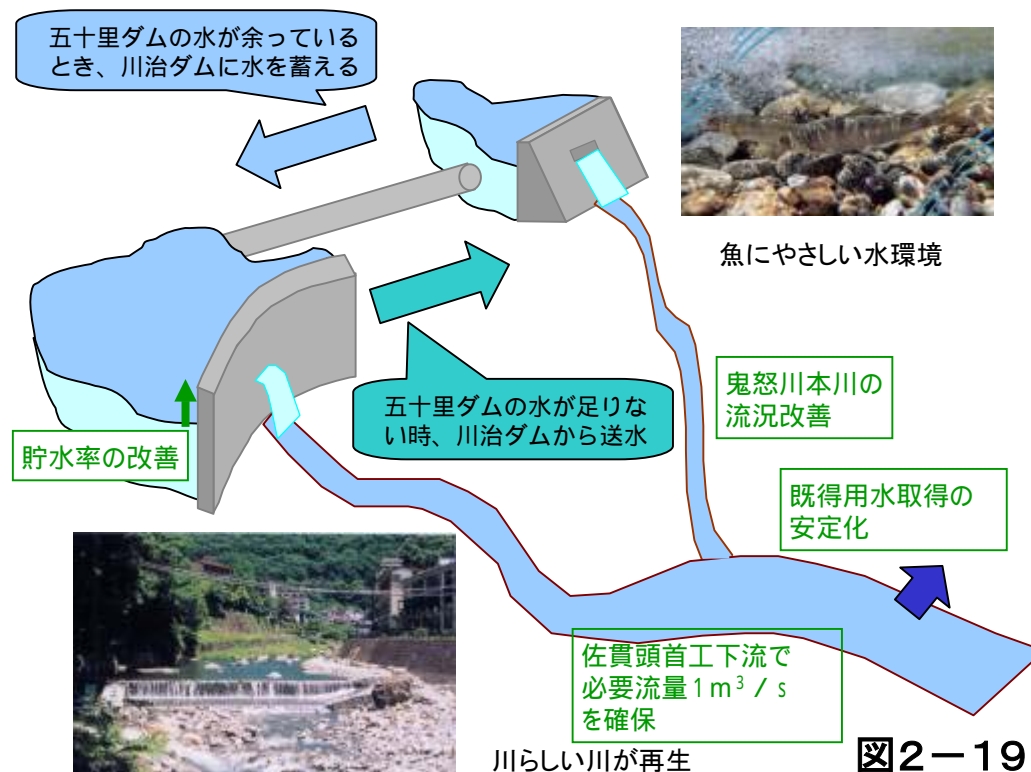 五十里ダムの水が余っている
とき、川治ダムに水を蓄える
魚にやさしい水環境
五十里ダムの水が足りな
い時、川治ダムから送水
鬼怒川本川の
流況改善
貯水率の改善
既得用水取得の
安定化
佐貫頭首工下流で
必要流量1m³/s
を確保
川らしい川が再生
図2－19